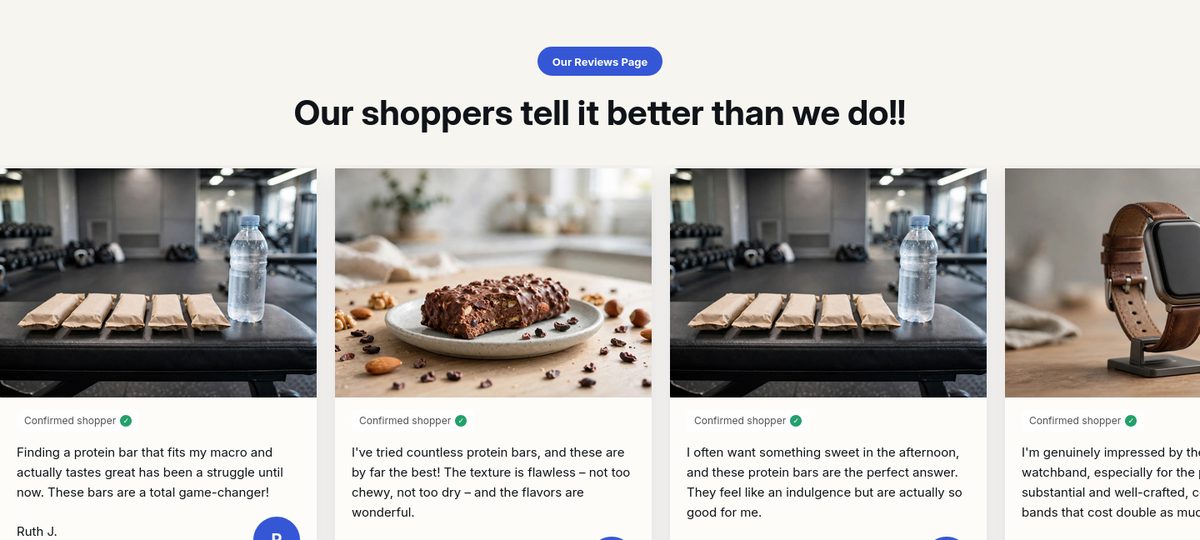 Our Reviews Page
Our shoppers tell it better than we do!!
Confirmed shopper
Finding a protein bar that fits my macro and
actually tastes great has been a struggle until
now. These bars are a total game-changer!
Ruth J.
R
Confirmed shopper
I've tried countless protein bars, and these are
by far the best! The texture is flawless – not too
chewy, not too dry – and the flavors are
wonderful.
Confirmed shopper
I often want something sweet in the afternoon,
and these protein bars are the perfect answer.
They feel like an indulgence but are actually so
good for me.
Confirmed shopper
I'm genuinely impressed by
watchband, especially for the
substantial and well-crafted,
bands that cost double as